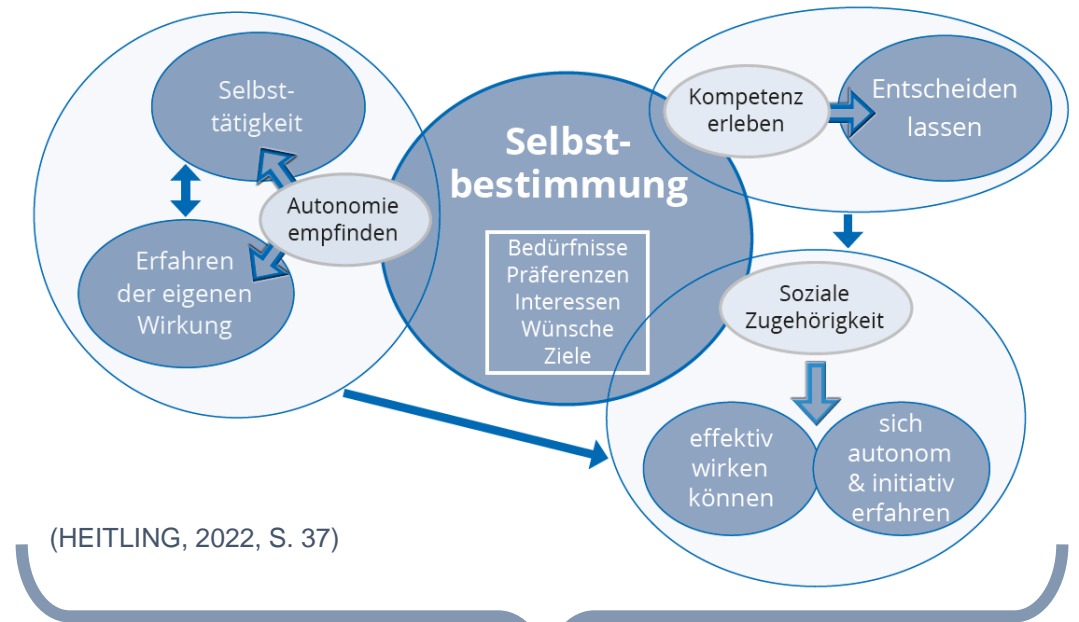 Selbst-
tätigkeit
Autonomie
empfinden
Erfahren
der eigenen
Wirkung
Selbst-
bestimmung
Bedürfnisse
Präferenzen
Interessen
Wünsche
Ziele
Kompetenz
erleben
Entscheiden
lassen
Soziale
Zugehörigkeit
effektiv
wirken
können
sich
autonom
& initiativ
erfahren
(HEITLING, 2022, S. 37)